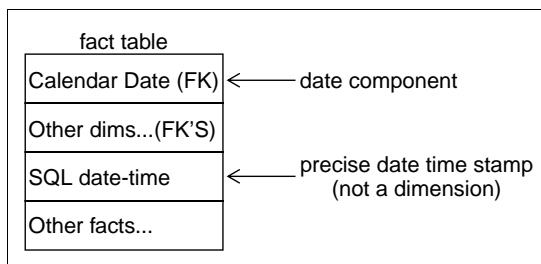 fact table
Calendar Date (FK)
date component
Other dims...(FK'S)
SQL date-time
precise date time stamp
(not a dimension)
Other facts...